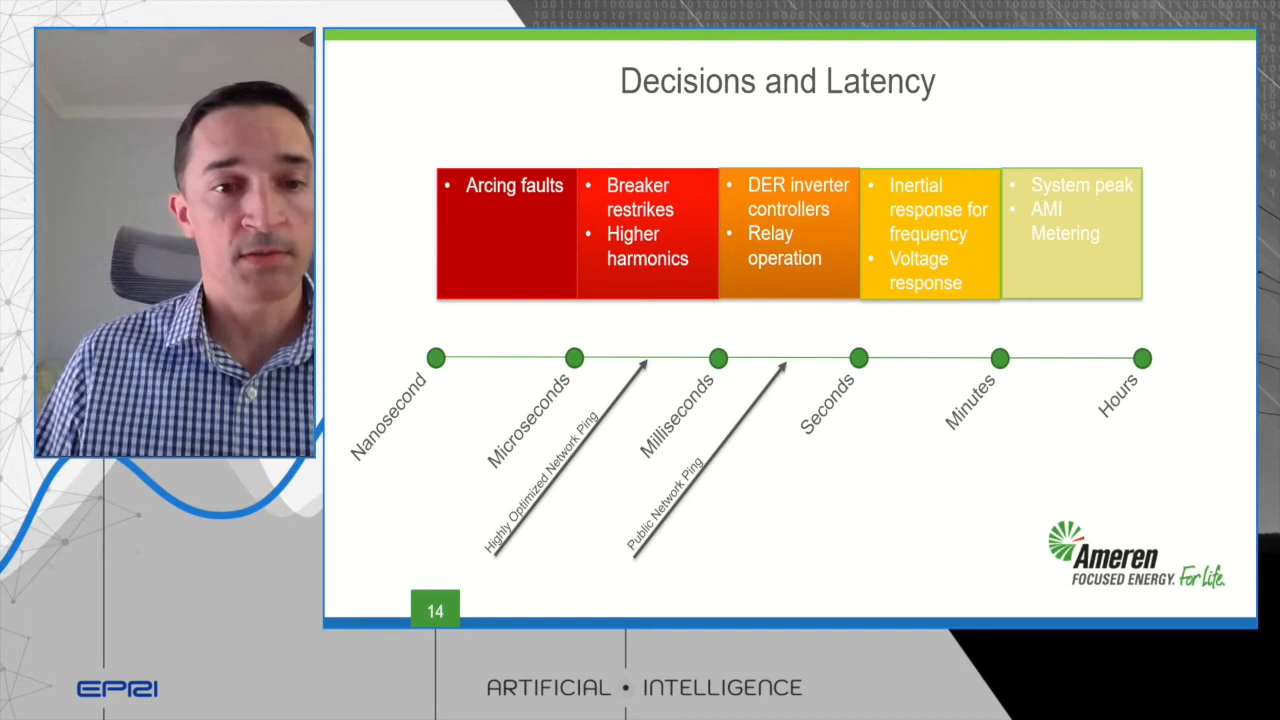 Decisions and Latency
• Arcing faults
• Breaker
restrikes
• Higher
harmonics
• DER inverter
controllers
• Relay
operation
• Inertial
response for
frequency
• Voltage
response
• System peak
• AMI
Metering
Nanosecond
Microseconds
Milliseconds
Seconds
Minutes
Hours
Highly Optimized Network Ping
Public Network Ping
Ameren
FOCUSED ENERGY. For Life.
14
EPRI
ARTIFICIAL • INTELLIGENCE